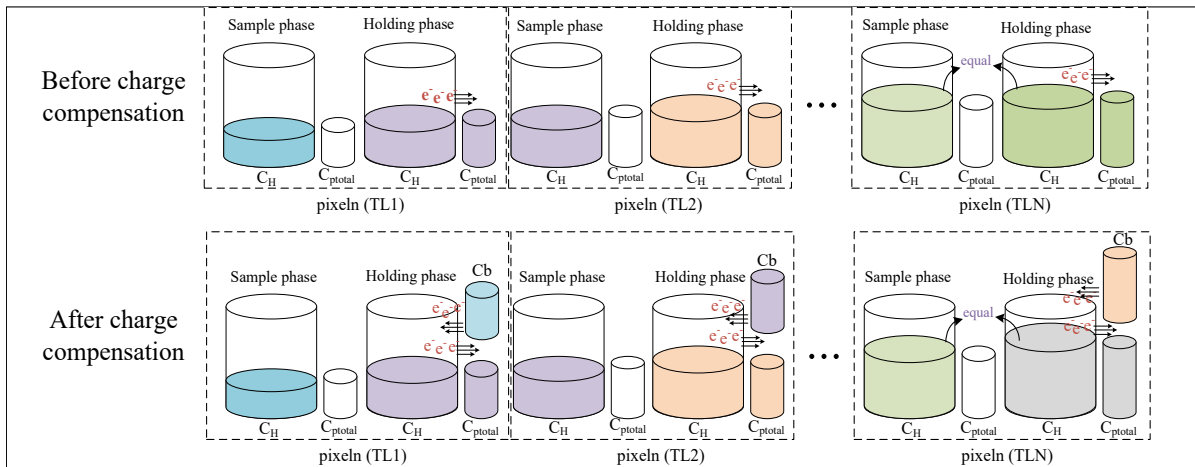 Before charge
compensation
Sample phase
Holding phase
e⁻e⁻e⁻
C_H
C_ptotal
C_H
C_ptotal
pixeln (TL1)
Sample phase
Holding phase
e⁻e⁻e⁻
C_H
C_ptotal
C_H
C_ptotal
pixeln (TL2)
...
Sample phase
Holding phase
equal
e⁻e⁻e⁻
C_H
C_ptotal
C_H
C_ptotal
pixeln (TLN)
After charge
compensation
Sample phase
Holding phase
Cb
e⁻e⁻e⁻
e⁻e⁻e⁻
C_H
C_ptotal
C_H
C_ptotal
pixeln (TL1)
Sample phase
Holding phase
Cb
e⁻e⁻e⁻
e⁻e⁻e⁻
C_H
C_ptotal
C_H
C_ptotal
pixeln (TL2)
...
Sample phase
Holding phase
Cb
equal
e⁻e⁻e⁻
e⁻e⁻e⁻
C_H
C_ptotal
C_H
C_ptotal
pixeln (TLN)